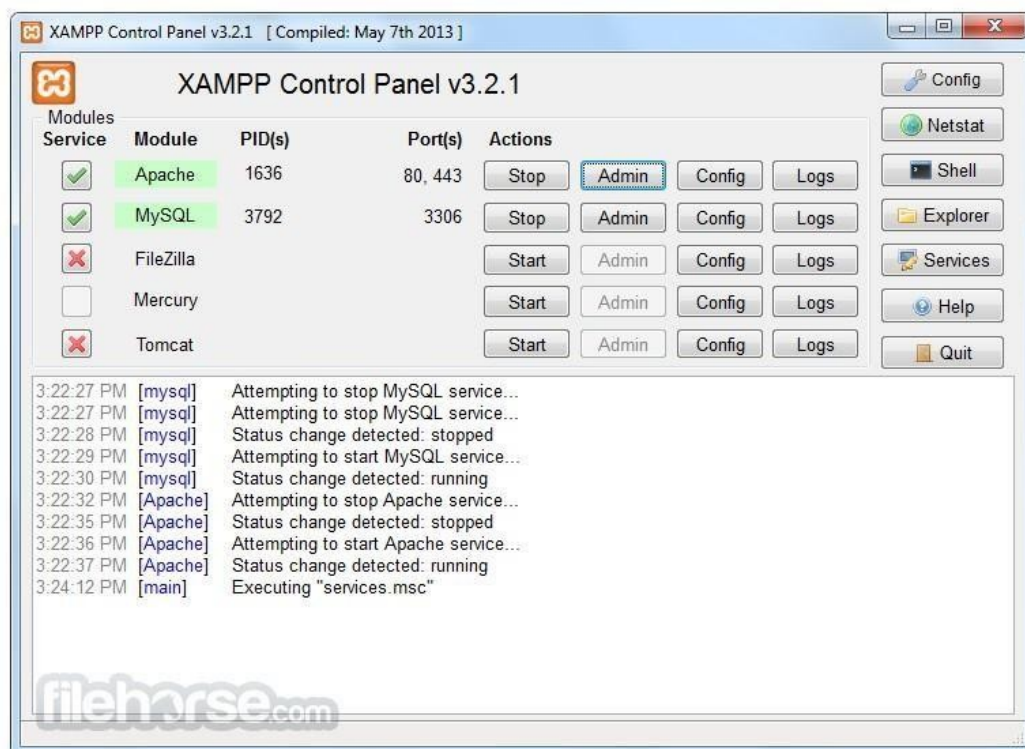 XAMPP Control Panel v3.2.1 [ Compiled: May 7th 2013 ]
XAMPP Control Panel v3.2.1
Config
Modules
Service Module PID(s) Port(s) Actions
Netstat
Apache 1636 80, 443 Stop Admin Config Logs
Shell
MySQL 3792 3306 Stop Admin Config Logs
Explorer
FileZilla Start Admin Config Logs
Services
Mercury Start Admin Config Logs
Help
Tomcat Start Admin Config Logs
Quit
3:22:27 PM [mysql] Attempting to stop MySQL service...
3:22:27 PM [mysql] Attempting to stop MySQL service...
3:22:28 PM [mysql] Status change detected: stopped
3:22:29 PM [mysql] Attempting to start MySQL service...
3:22:30 PM [mysql] Status change detected: running
3:22:32 PM [Apache] Attempting to stop Apache service...
3:22:35 PM [Apache] Status change detected: stopped
3:22:36 PM [Apache] Attempting to start Apache service...
3:22:37 PM [Apache] Status change detected: running
3:24:12 PM [main] Executing "services.msc"
filehorse.com